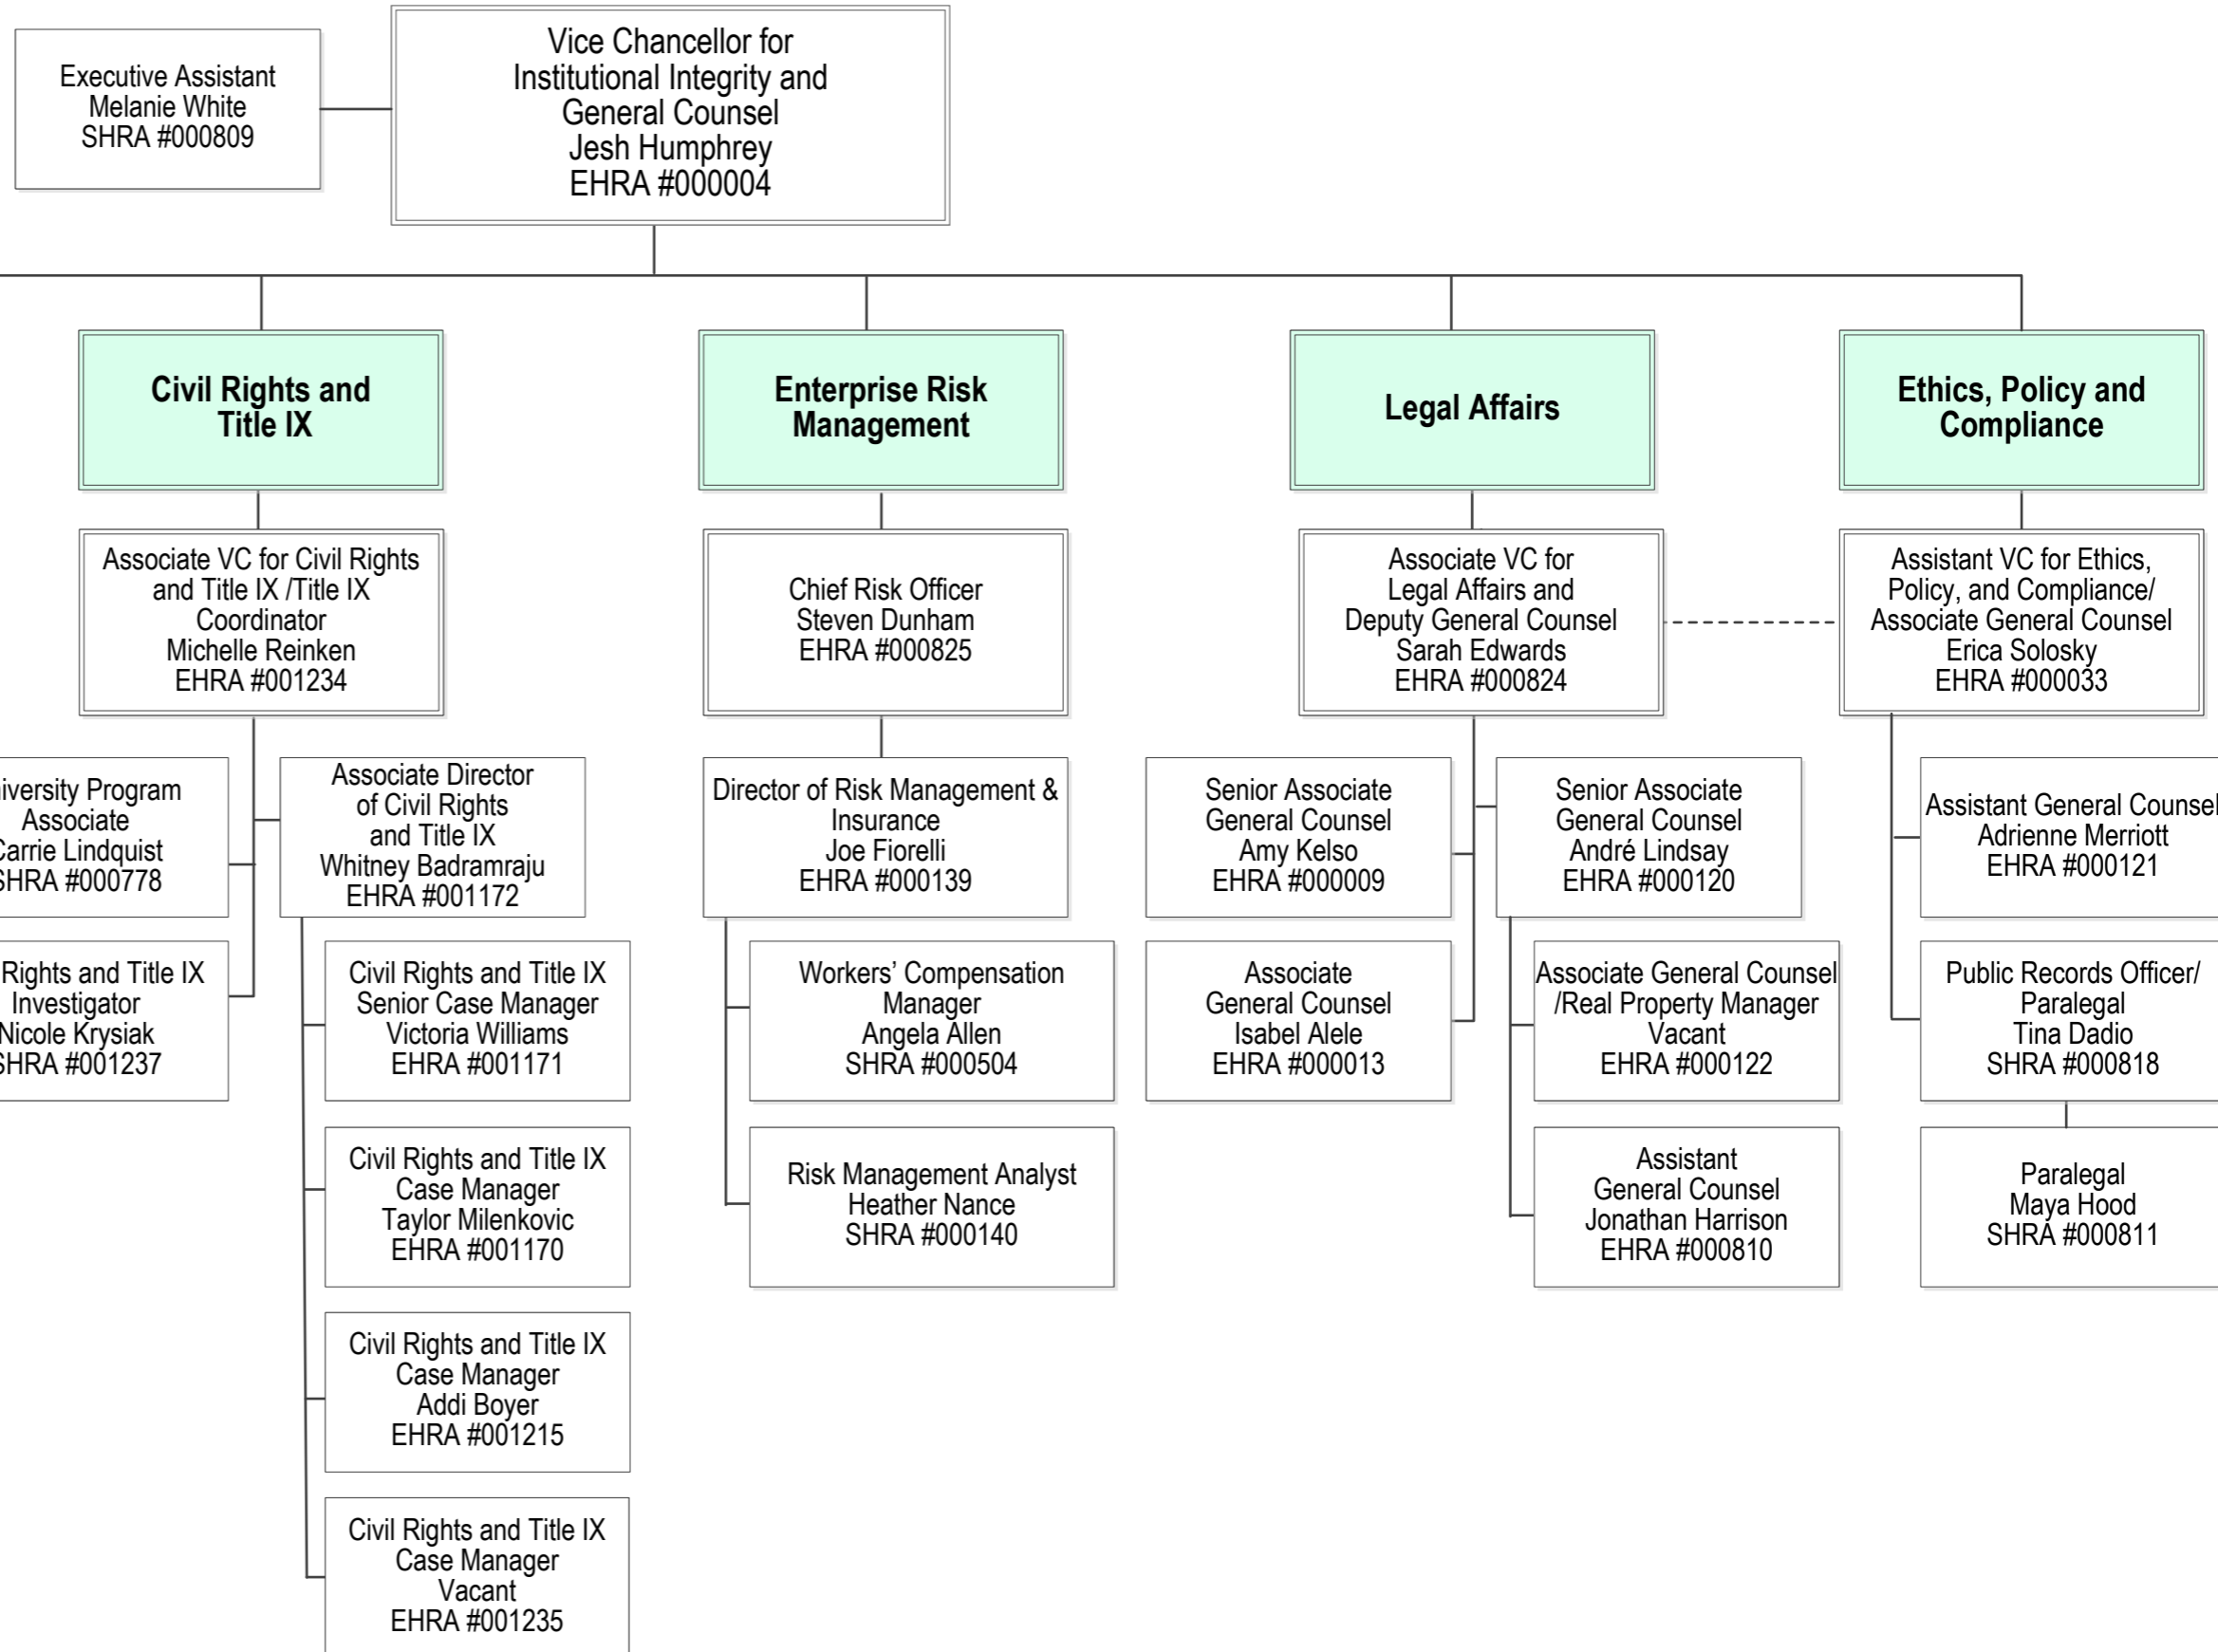 Executive Assistant
Melanie White
SHRA #000809
Vice Chancellor for
Institutional Integrity and
General Counsel
Jesh Humphrey
EHRA #000004
Civil Rights and
Title IX
Enterprise Risk
Management
Legal Affairs
Ethics, Policy and
Compliance
Associate VC for Civil Rights
and Title IX /Title IX
Coordinator
Michelle Reinken
EHRA #001234
Chief Risk Officer
Steven Dunham
EHRA #000825
Associate VC for
Legal Affairs and
Deputy General Counsel
Sarah Edwards
EHRA #000824
Assistant VC for Ethics,
Policy, and Compliance/
Associate General Counsel
Erica Solosky
EHRA #000033
Program
Associate
Lindquist
#000778
Associate Director
of Civil Rights
and Title IX
Whitney Badramraju
EHRA #001172
Director of Risk Management &
Insurance
Joe Fiorelli
EHRA #000139
Senior Associate
General Counsel
Amy Kelso
EHRA #000009
Senior Associate
General Counsel
André Lindsay
EHRA #000120
Assistant General Counsel
Adrienne Merriott
EHRA #000121
Rights and Title IX
Investigator
Krysiak
#001237
Civil Rights and Title IX
Senior Case Manager
Victoria Williams
EHRA #001171
Workers’ Compensation
Manager
Angela Allen
SHRA #000504
Associate
General Counsel
Isabel Alele
EHRA #000013
Associate General Counsel
/Real Property Manager
Vacant
EHRA #000122
Public Records Officer/
Paralegal
Tina Dadio
SHRA #000818
Civil Rights and Title IX
Case Manager
Taylor Milenkovic
EHRA #001170
Risk Management Analyst
Heather Nance
SHRA #000140
Assistant
General Counsel
Jonathan Harrison
EHRA #000810
Paralegal
Maya Hood
SHRA #000811
Civil Rights and Title IX
Case Manager
Addi Boyer
EHRA #001215
Civil Rights and Title IX
Case Manager
Vacant
EHRA #001235